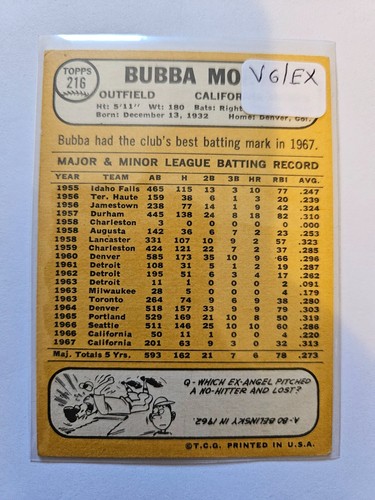 TOPPS
216
BUBBA MO
VG/EX
OUTFIELD CALIFOR
Ht: 5'11" Wt: 180 Bats: Right
Born: December 13, 1932 Home: Denver, Col.
Bubba had the club's best batting mark in 1967.
MAJOR & MINOR LEAGUE BATTING RECORD
YEAR TEAM AB H 2B 3B HR RBI AVG.
1955 Idaho Falls 465 115 13 3 10 77 .247
1956 Ter. Haute 159 38 6 1 3 20 .239
1956 Jamestown 238 77 14 1 9 42 .324
1957 Durham 445 138 24 8 18 82 .310
1958 Charleston 3 0 0 0 0 0 .000
1958 Augusta 142 36 6 7 2 23 .253
1958 Lancaster 331 107 10 9 2 57 .323
1959 Charleston 424 121 22 7 2 37 .285
1960 Denver 585 173 35 10 9 66 .296
1961 Detroit 108 31 5 1 2 19 .287
1962 Detroit 195 51 6 3 4 17 .262
1963 Detroit 11 1 0 0 0 2 .091
1963 Milwaukee 28 5 0 0 0 4 .179
1963 Toronto 264 74 9 6 9 38 .280
1964 Denver 518 157 33 9 9 79 .303
1965 Portland 529 169 21 10 8 50 .319
1966 Seattle 511 146 25 10 10 60 .286
1966 California 50 11 1 0 0 4 .220
1967 California 201 63 9 3 0 32 .313
Maj. Totals 5 Yrs. 593 162 21 7 6 78 .273
Q-WHICH EX-ANGEL PITCHED
A NO-HITTER AND LOST?
A-BO BELINSKY IN 1962.
©T.C.G. PRINTED IN U.S.A.